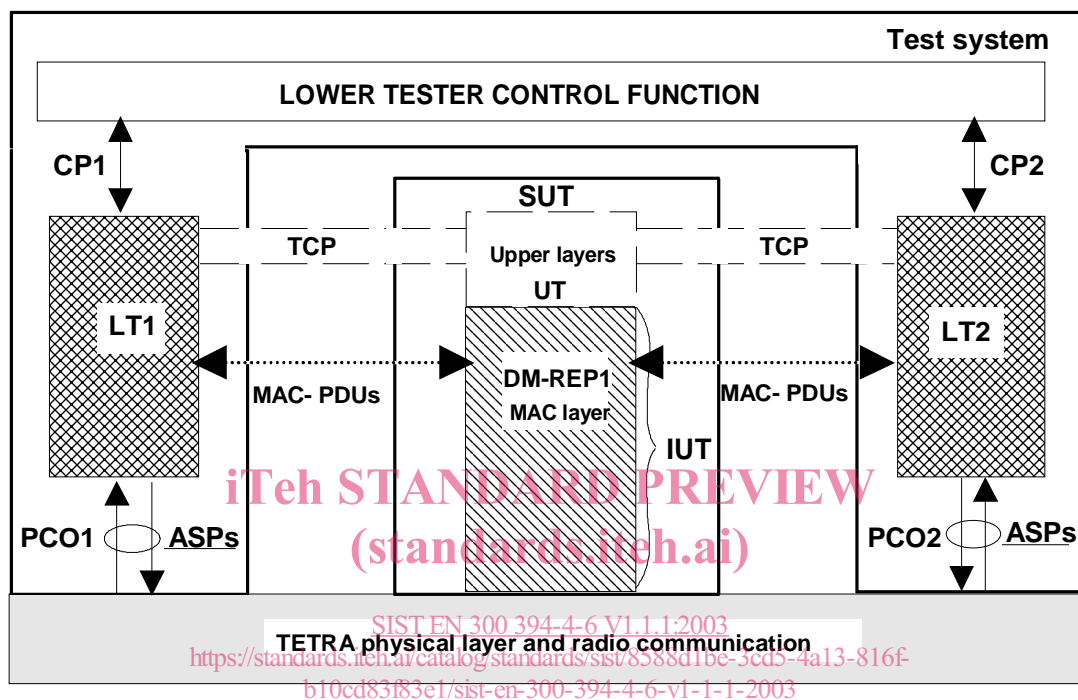 Test system
LOWER TESTER CONTROL FUNCTION
CP1
CP2
SUT
TCP
TCP
Upper layers
UT
LT1
LT2
DM-REP1
MAC- PDUs
MAC- PDUs
MAC layer
IUT
iTeh STANDARD PREVIEW
PCO1
ASPs
PCO2
ASPs
(standards.iteh.ai)
SIST EN 300 394-4-6 V1.1.1:2003
TETRA physical layer and radio communication
https://standards.iteh.ai/catalog/standards/sist/8588d1be-3cd5-4a13-816f-
b10cd83f83e1/sist-en-300-394-4-6-v1-1-1-2003